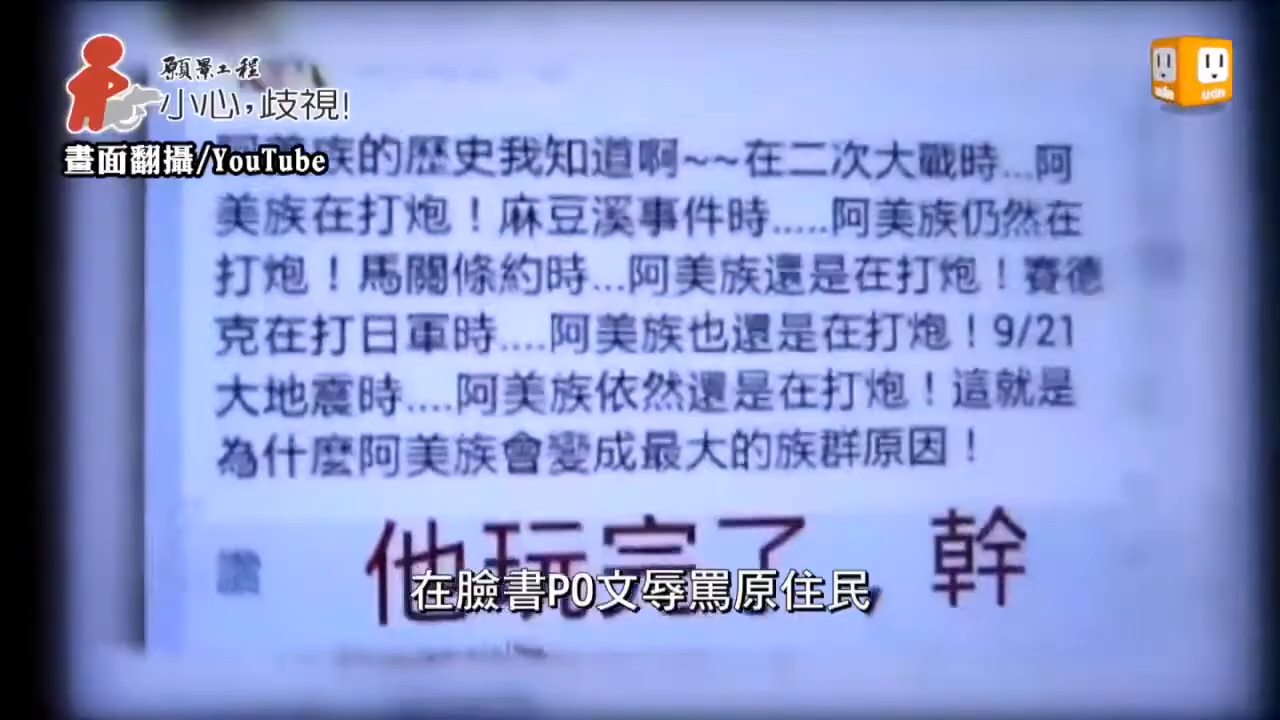 願景工程
小心,歧視!
畫面翻攝/YouTube
udn
阿美族的歷史我知道啊~~在二次大戰時...阿
美族在打炮！麻豆溪事件時.....阿美族仍然在
打炮！馬關條約時...阿美族還是在打炮！賽德
克在打日軍時....阿美族也還是在打炮！9/21
大地震時....阿美族依然還是在打炮！這就是
為什麼阿美族會變成最大的族群原因！
讚
他玩完了，幹
在臉書PO文辱罵原住民